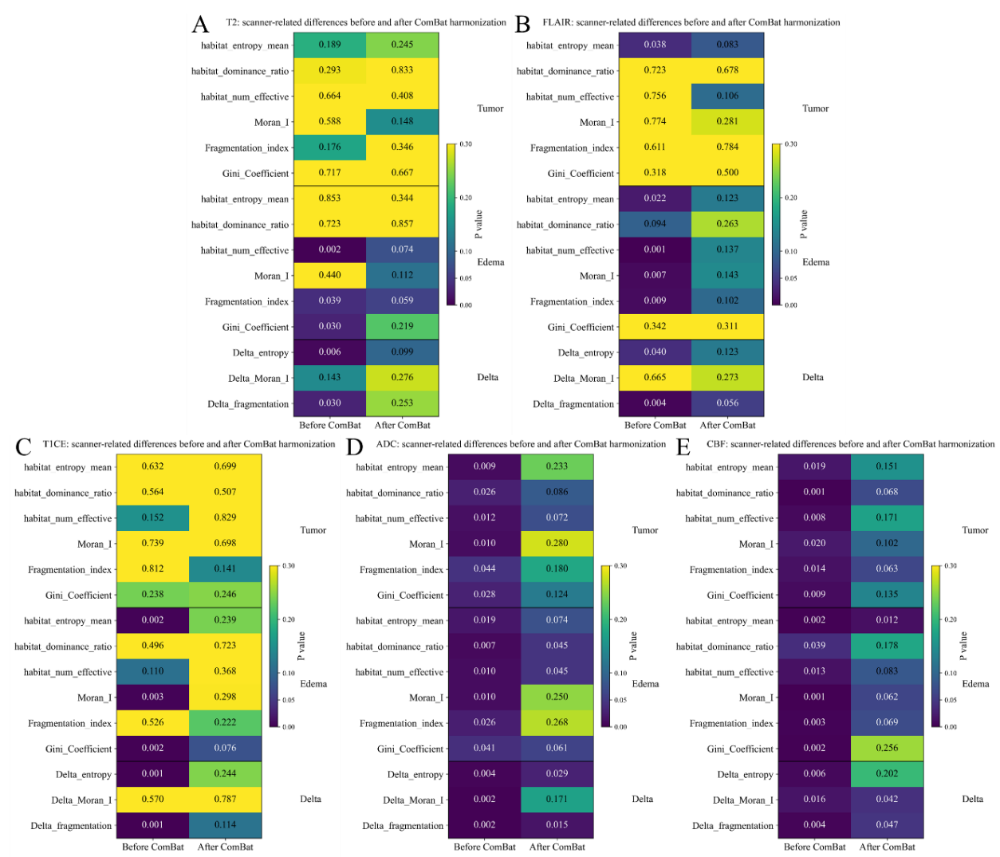 A T2: scanner-related differences before and after ComBat harmonization
habitat_entropy_mean 0.189 0.245
habitat_dominance_ratio 0.293 0.833
habitat_num_effective 0.664 0.408
Tumor
Moran_I 0.588 0.148
Fragmentation_index 0.176 0.346
Gini_Coefficient 0.717 0.667
habitat_entropy_mean 0.853 0.344
habitat_dominance_ratio 0.723 0.857
habitat_num_effective 0.002 0.074
Edema
Moran_I 0.440 0.112
Fragmentation_index 0.039 0.059
Gini_Coefficient 0.030 0.219
Delta_entropy 0.006 0.099
Delta_Moran_I 0.143 0.276
Delta
Delta_fragmentation 0.030 0.253
Before ComBat After ComBat
0.30
0.20
0.10
0.05
0.00
P value
B FLAIR: scanner-related differences before and after ComBat harmonization
habitat_entropy_mean 0.038 0.083
habitat_dominance_ratio 0.723 0.678
habitat_num_effective 0.756 0.106
Tumor
Moran_I 0.774 0.281
Fragmentation_index 0.611 0.784
Gini_Coefficient 0.318 0.500
habitat_entropy_mean 0.022 0.123
habitat_dominance_ratio 0.094 0.263
habitat_num_effective 0.001 0.137
Edema
Moran_I 0.007 0.143
Fragmentation_index 0.009 0.102
Gini_Coefficient 0.342 0.311
Delta_entropy 0.040 0.123
Delta_Moran_I 0.665 0.273
Delta
Delta_fragmentation 0.004 0.056
Before ComBat After ComBat
0.30
0.20
0.10
0.05
0.00
P value
C T1CE: scanner-related differences before and after ComBat harmonization
habitat_entropy_mean 0.632 0.699
habitat_dominance_ratio 0.564 0.507
habitat_num_effective 0.152 0.829
Tumor
Moran_I 0.739 0.698
Fragmentation_index 0.812 0.141
Gini_Coefficient 0.238 0.246
habitat_entropy_mean 0.002 0.239
habitat_dominance_ratio 0.496 0.723
habitat_num_effective 0.110 0.368
Edema
Moran_I 0.003 0.298
Fragmentation_index 0.526 0.222
Gini_Coefficient 0.002 0.076
Delta_entropy 0.001 0.244
Delta_Moran_I 0.570 0.787
Delta
Delta_fragmentation 0.001 0.114
Before ComBat After ComBat
0.30
0.20
0.10
0.05
0.00
P value
D ADC: scanner-related differences before and after ComBat harmonization
habitat_entropy_mean 0.009 0.233
habitat_dominance_ratio 0.026 0.086
habitat_num_effective 0.012 0.072
Tumor
Moran_I 0.010 0.280
Fragmentation_index 0.044 0.180
Gini_Coefficient 0.028 0.124
habitat_entropy_mean 0.019 0.074
habitat_dominance_ratio 0.007 0.045
habitat_num_effective 0.010 0.045
Edema
Moran_I 0.010 0.250
Fragmentation_index 0.026 0.268
Gini_Coefficient 0.041 0.061
Delta_entropy 0.004 0.029
Delta_Moran_I 0.002 0.171
Delta
Delta_fragmentation 0.002 0.015
Before ComBat After ComBat
0.30
0.20
0.10
0.05
0.00
P value
E CBF: scanner-related differences before and after ComBat harmonization
habitat_entropy_mean 0.019 0.151
habitat_dominance_ratio 0.001 0.068
habitat_num_effective 0.008 0.171
Tumor
Moran_I 0.020 0.102
Fragmentation_index 0.014 0.063
Gini_Coefficient 0.009 0.135
habitat_entropy_mean 0.002 0.012
habitat_dominance_ratio 0.039 0.178
habitat_num_effective 0.013 0.083
Edema
Moran_I 0.001 0.062
Fragmentation_index 0.003 0.069
Gini_Coefficient 0.002 0.256
Delta_entropy 0.006 0.202
Delta_Moran_I 0.016 0.042
Delta
Delta_fragmentation 0.004 0.047
Before ComBat After ComBat
0.30
0.20
0.10
0.05
0.00
P value